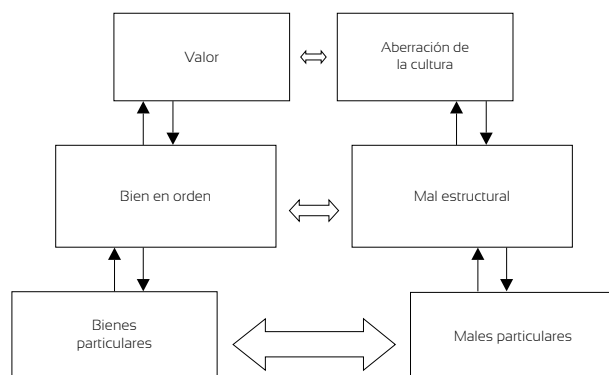 Valor
Aberración de
la cultura
Bien en orden
Mal estructural
Bienes
particulares
Males particulares